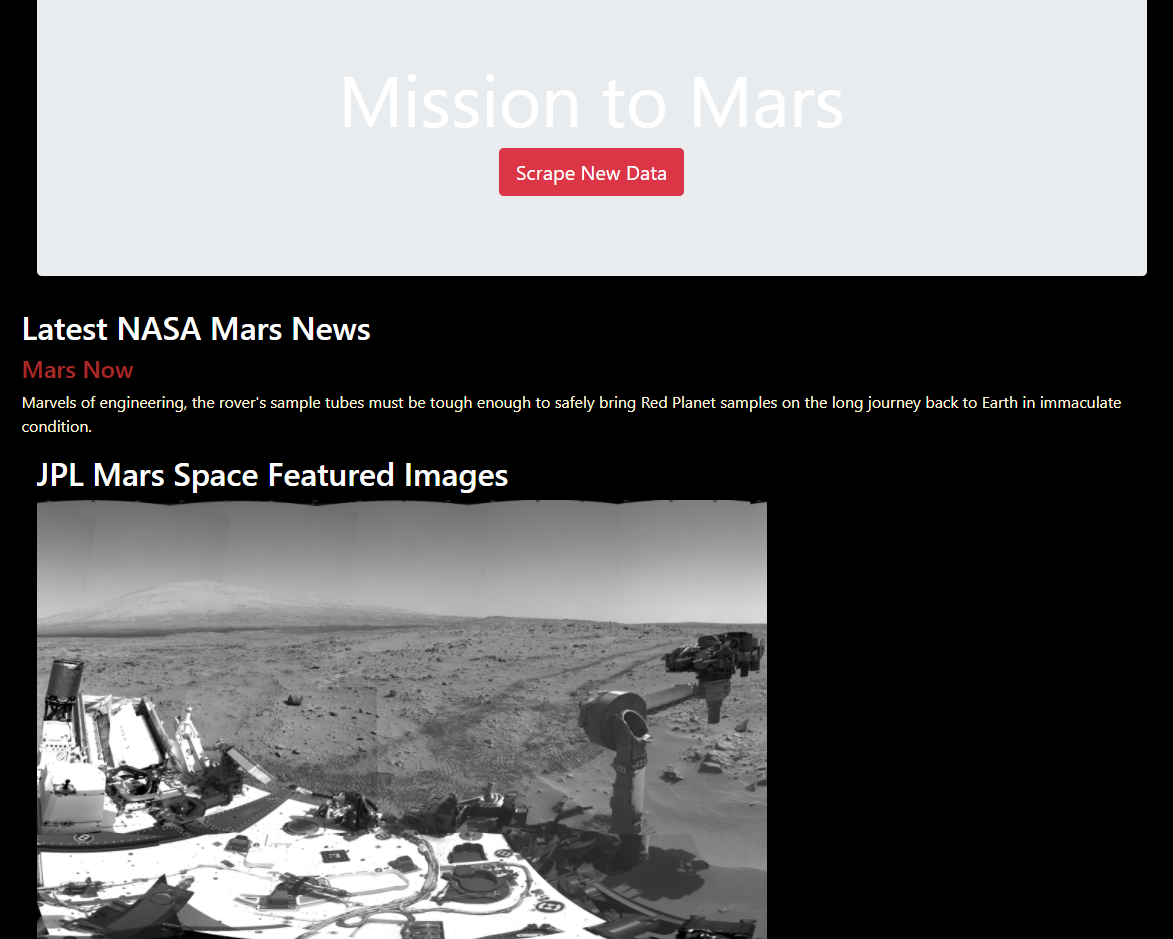 Mission to Mars
Scrape New Data
Latest NASA Mars News
Mars Now
Marvels of engineering, the rover's sample tubes must be tough enough to safely bring Red Planet samples on the long journey back to Earth in immaculate
condition.
JPL Mars Space Featured Images